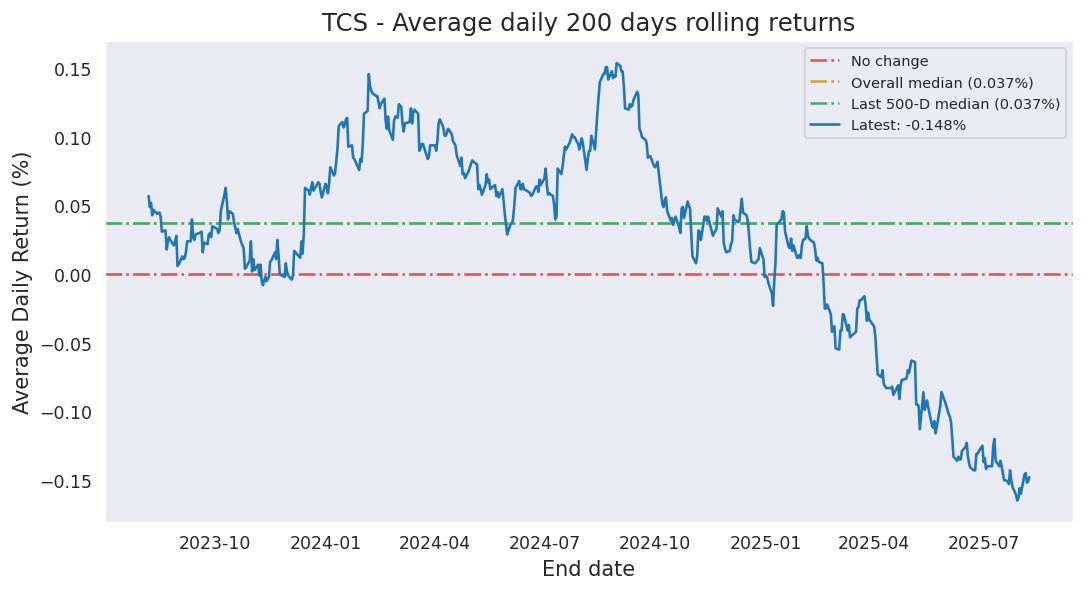 TCS - Average daily 200 days rolling returns
No change
Overall median (0.037%)
Last 500-D median (0.037%)
Latest: -0.148%
Average Daily Return (%)
0.15
0.10
0.05
0.00
−0.05
−0.10
−0.15
2023-10 2024-01 2024-04 2024-07 2024-10 2025-01 2025-04 2025-07
End date